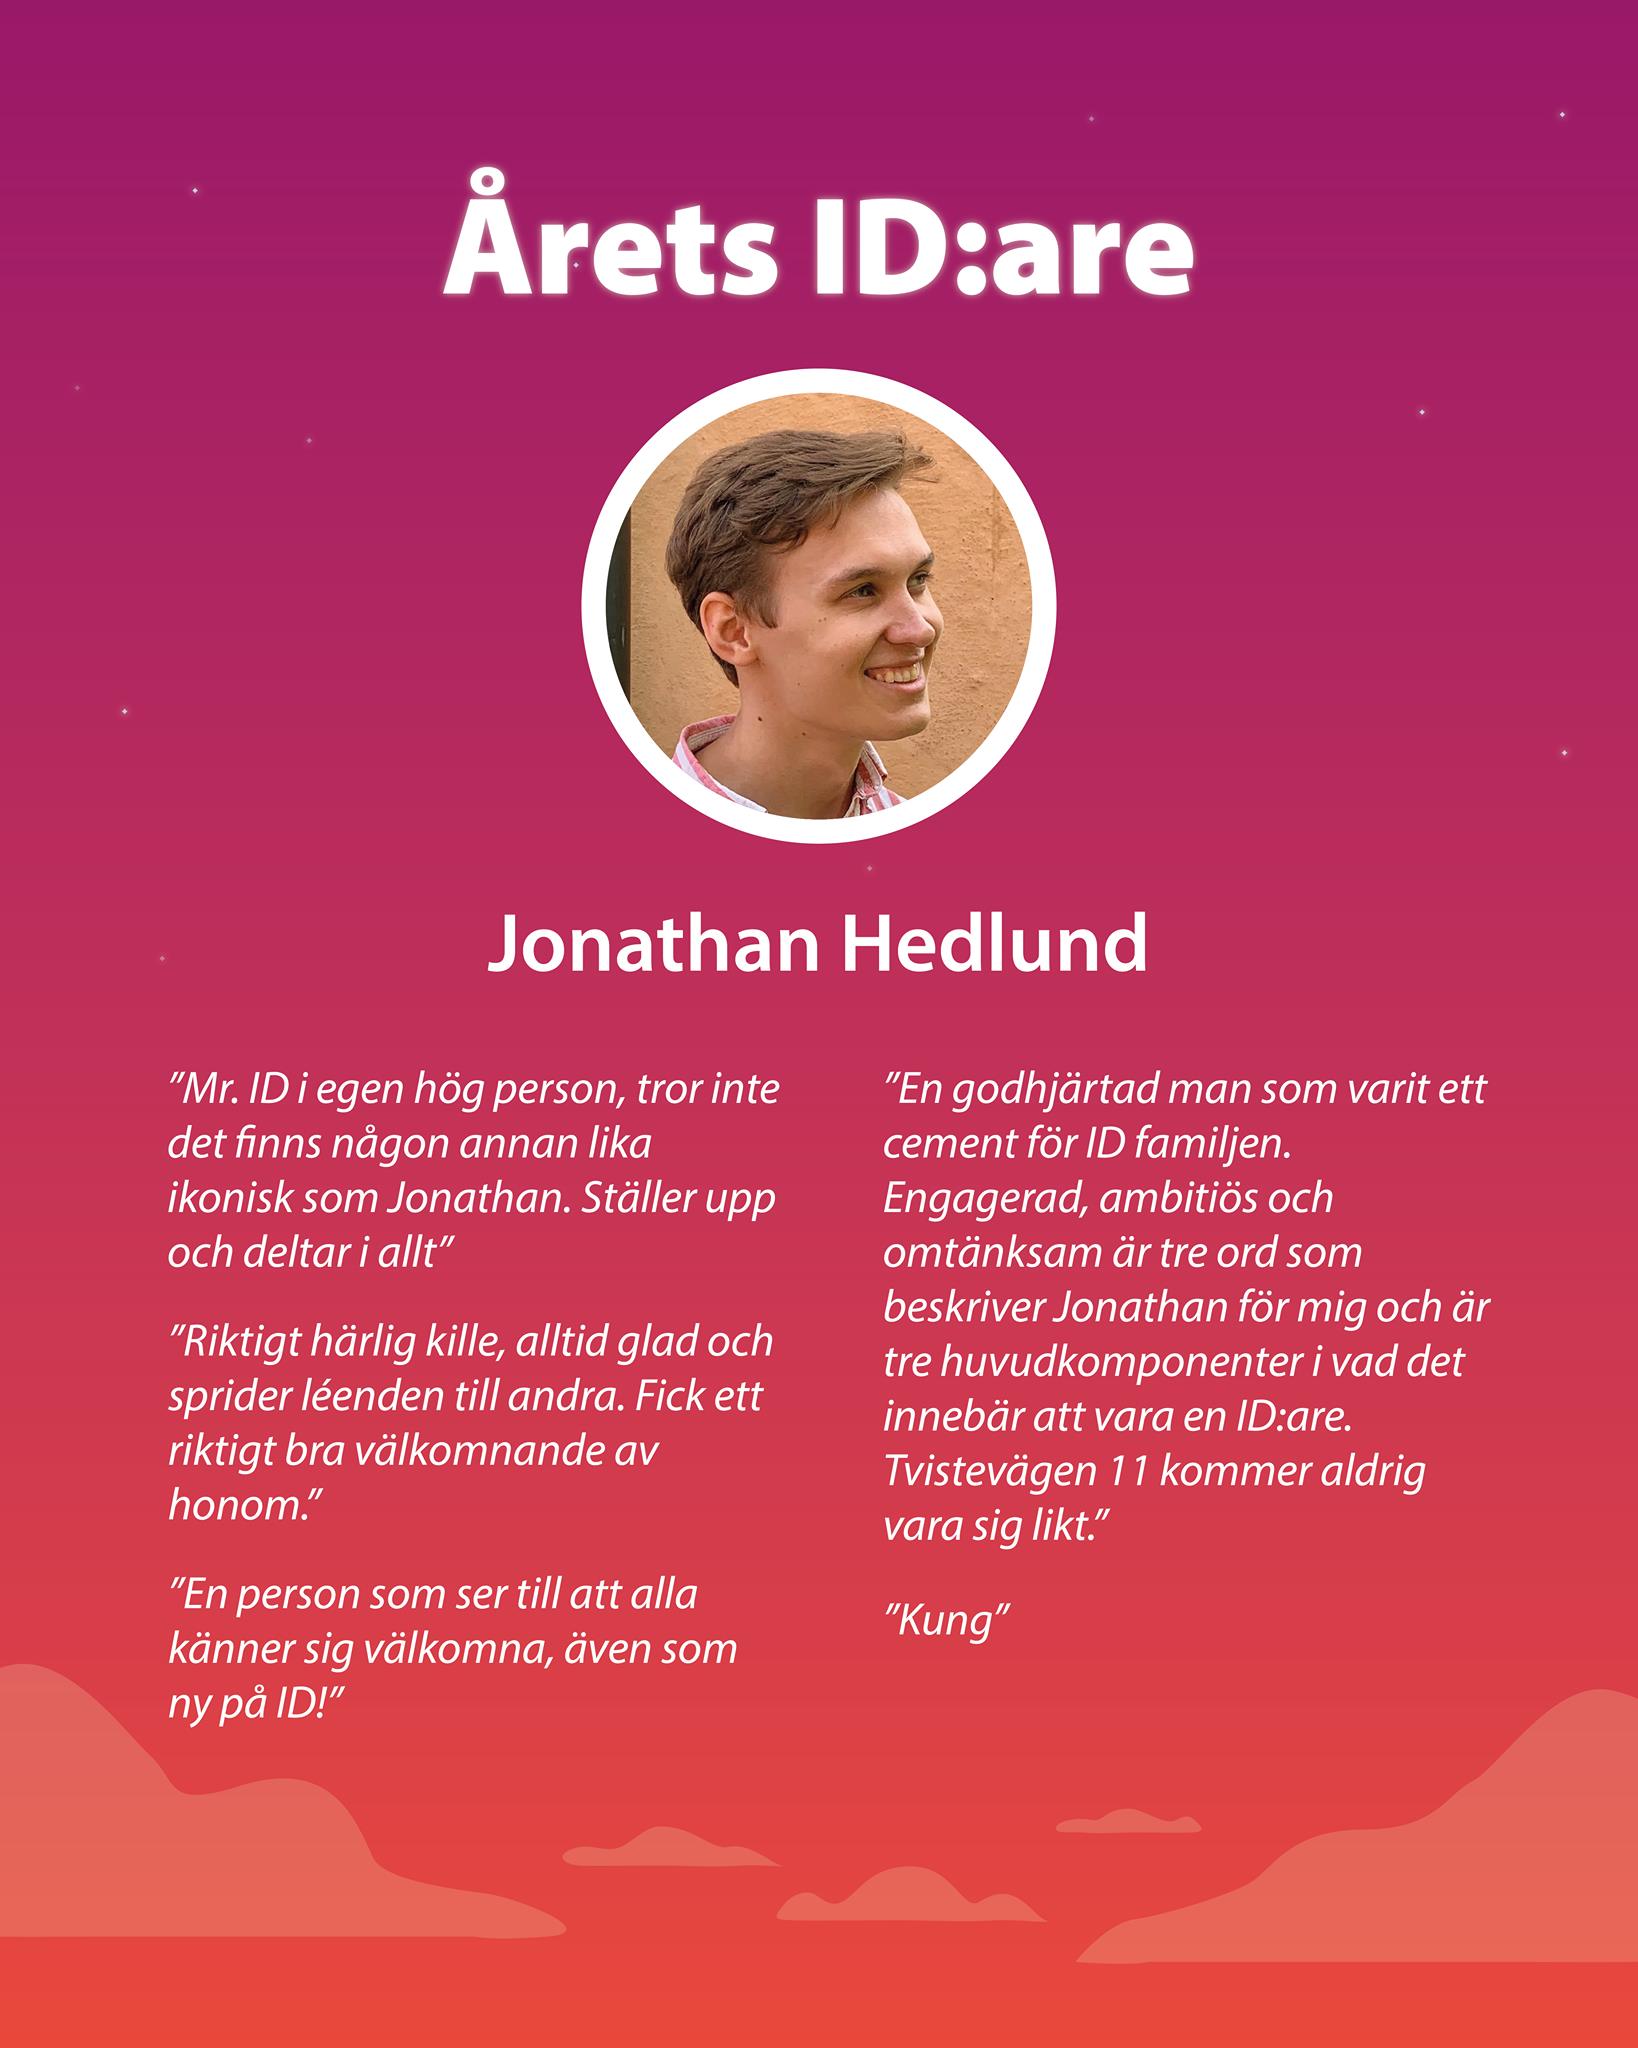 Årets ID:are
Jonathan Hedlund
”Mr. ID i egen hög person, tror inte
det finns någon annan lika
ikonisk som Jonathan. Ställer upp
och deltar i allt”
”Riktigt härlig kille, alltid glad och
sprider léenden till andra. Fick ett
riktigt bra välkomnande av
honom.”
”En person som ser till att alla
känner sig välkomna, även som
ny på ID!”
”En godhjärtad man som varit ett
cement för ID familjen.
Engagerad, ambitiös och
omtänksam är tre ord som
beskriver Jonathan för mig och är
tre huvudkomponenter i vad det
innebär att vara en ID:are.
Tvistevägen 11 kommer aldrig
vara sig likt.”
”Kung”